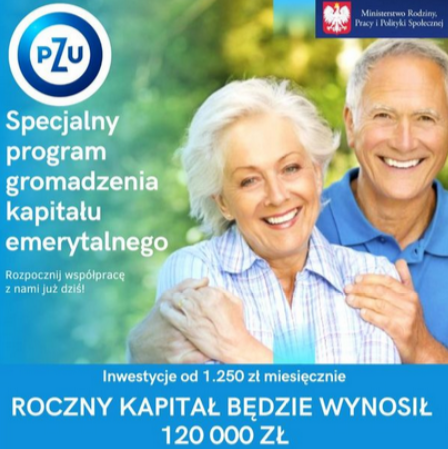 PZU
Ministerstwo Rodziny,
Pracy i Polityki Społecznej
Specjalny
program
gromadzenia
kapitału
emerytalnego
Rozpocznij współpracę
z nami już dziś!
Inwestycje od 1.250 zł miesięcznie
ROCZNY KAPITAŁ BĘDZIE WYNOSIŁ
120 000 ZŁ